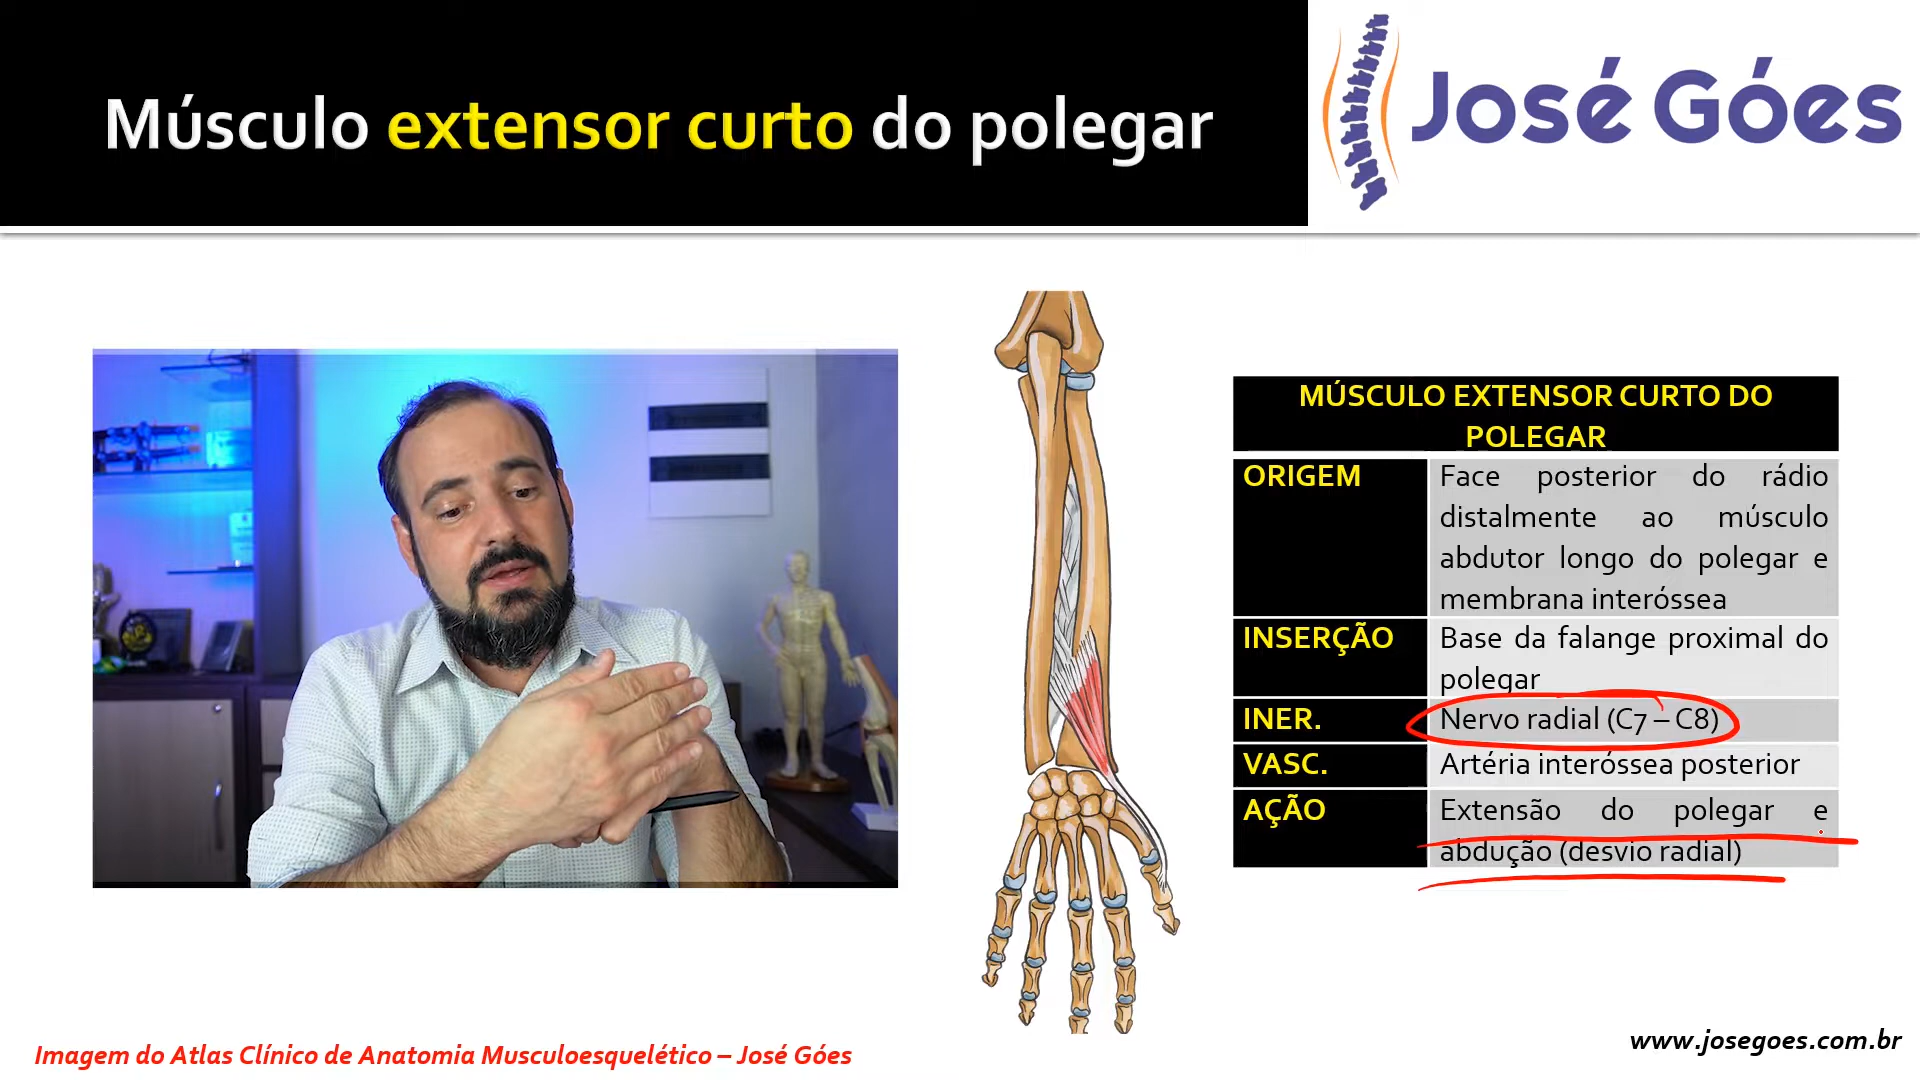 Músculo extensor curto do polegar
José Góes
MÚSCULO EXTENSOR CURTO DO
POLEGAR
ORIGEM
Face posterior do rádio
distalmente ao músculo
abdutor longo do polegar e
membrana interóssea
INSERÇÃO
Base da falange proximal do
polegar
INER.
Nervo radial (C7 – C8)
VASC.
Artéria interóssea posterior
AÇÃO
Extensão do polegar e
abdução (desvio radial)
Imagem do Atlas Clínico de Anatomia Musculoesquelético – José Góes
www.josegoes.com.br